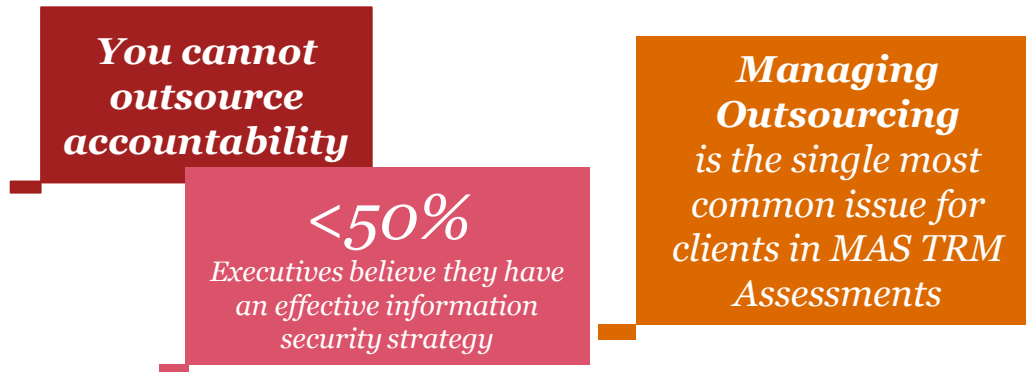 You cannot
outsource
accountability
<50%
Executives believe they have
an effective information
security strategy
Managing
Outsourcing
is the single most
common issue for
clients in MAS TRM
Assessments